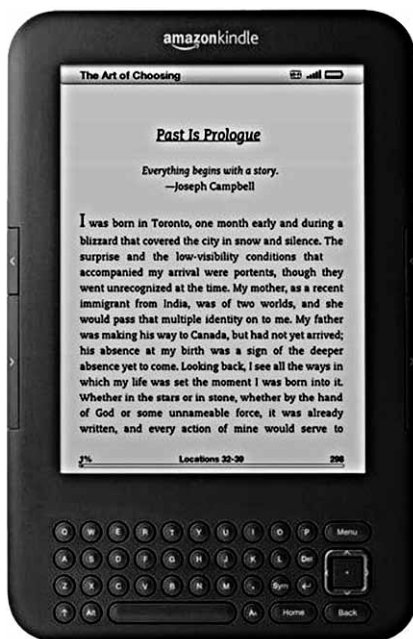 amazonkindle
The Art of Choosing
Past Is Prologue
Everything begins with a story.
—Joseph Campbell
I was born in Toronto, one month early and during a
blizzard that covered the city in snow and silence. The
surprise and the low-visibility conditions that
accompanied my arrival were portents, though they
went unrecognized at the time. My mother, as a recent
immigrant from India, was of two worlds, and she
would pass that multiple identity on to me. My father
was making his way to Canada, but had not yet arrived;
his absence at my birth was a sign of the deeper
absence yet to come. Looking back, I see all the ways in
which my life was set the moment I was born into it.
Whether in the stars or in stone, whether by the hand
of God or some unnameable force, it was already
written, and every action of mine would serve to
1% Locations 32-39 298
Q W E R T Y U I O P Menu
A S D F G H J K L Del
Z X C V B N M . Sym
Alt Aa Home Back